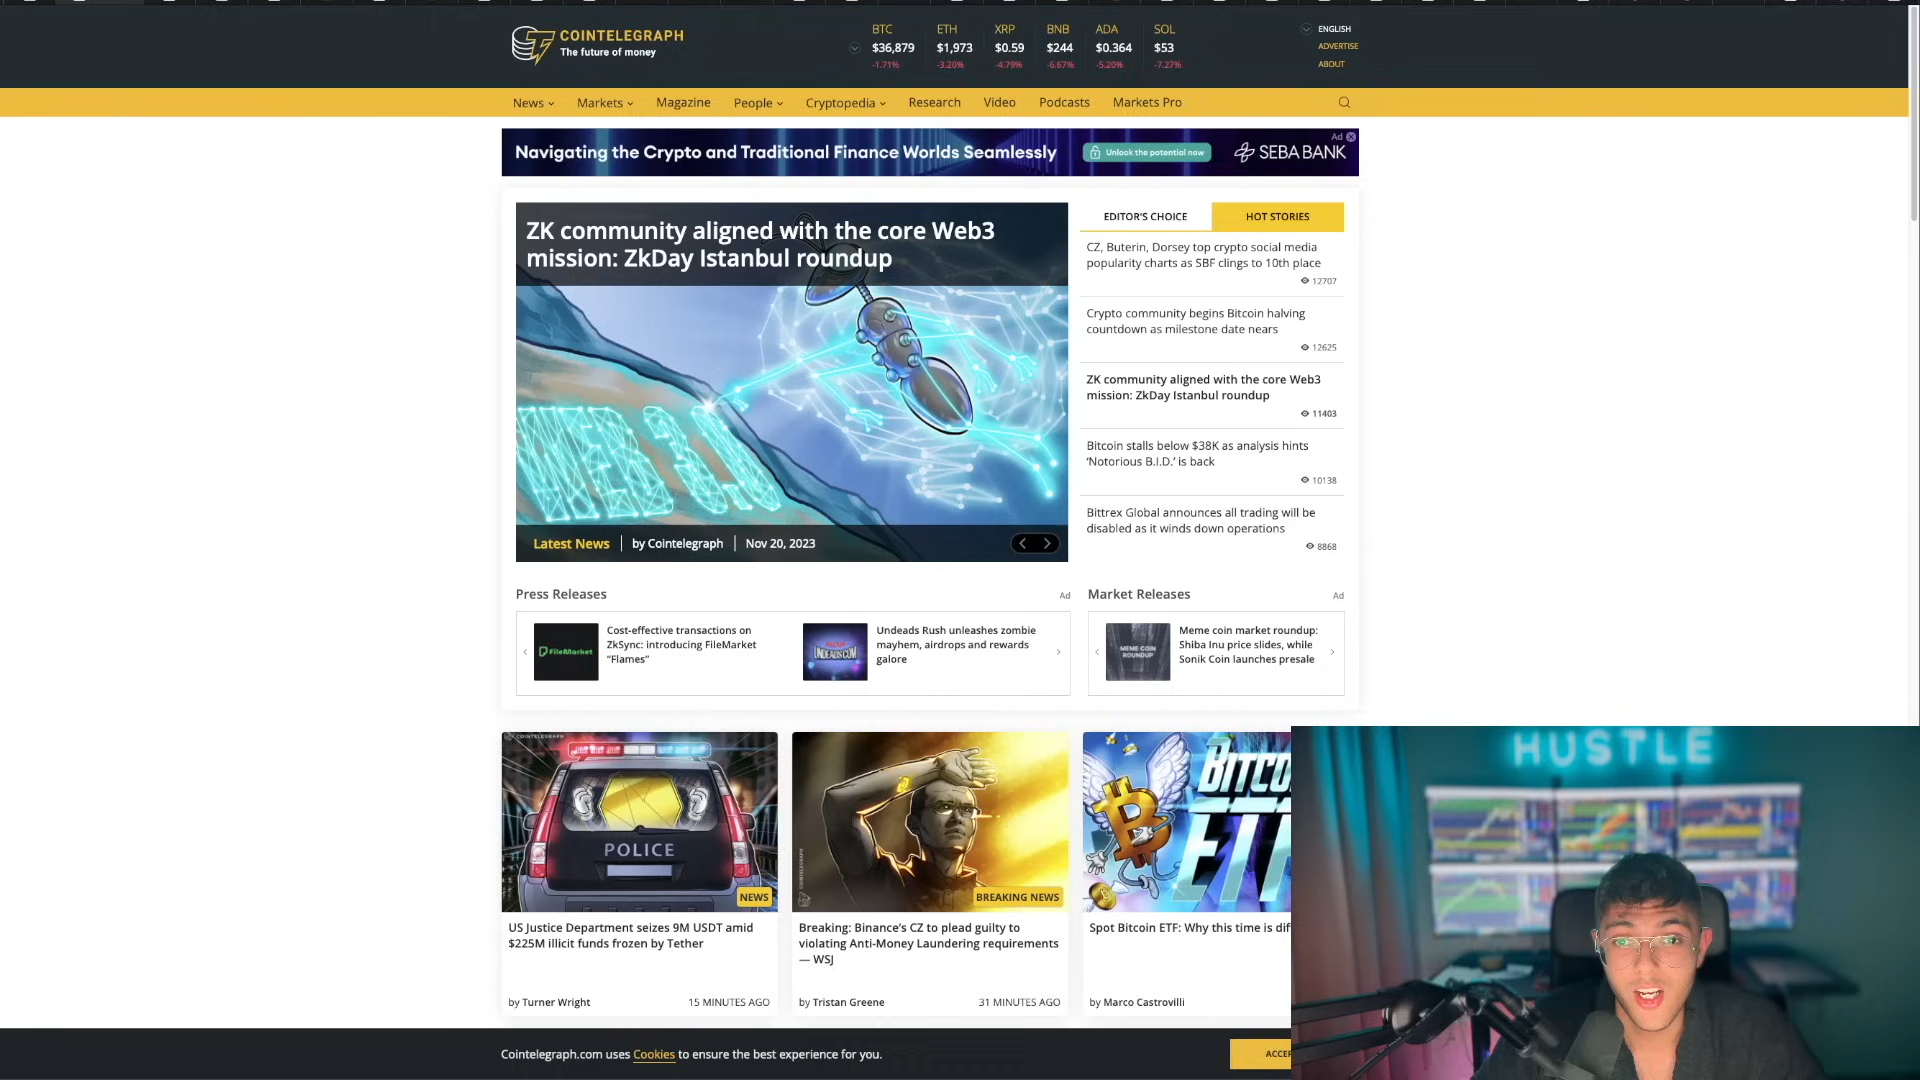 COINTELEGRAPH
The future of money
BTC
$36,879
-1.71%
ETH
$1,973
-3.20%
XRP
$0.59
-4.79%
BNB
$244
-6.67%
ADA
$0.364
-5.20%
SOL
$53
-7.27%
ENGLISH
ADVERTISE
ABOUT
News
Markets
Magazine
People
Cryptopedia
Research
Video
Podcasts
Markets Pro
Navigating the Crypto and Traditional Finance Worlds Seamlessly
Unlock the potential now
SEBA BANK
Ad
ZK community aligned with the core Web3
mission: ZkDay Istanbul roundup
Latest News
by Cointelegraph
Nov 20, 2023
EDITOR'S CHOICE
HOT STORIES
CZ, Buterin, Dorsey top crypto social media
popularity charts as SBF clings to 10th place
12707
Crypto community begins Bitcoin halving
countdown as milestone date nears
12625
ZK community aligned with the core Web3
mission: ZkDay Istanbul roundup
11403
Bitcoin stalls below $38K as analysis hints
‘Notorious B.I.D.’ is back
10138
Bittrex Global announces all trading will be
disabled as it winds down operations
8868
Press Releases
Ad
FileMarket
Cost-effective transactions on
ZkSync: introducing FileMarket
“Flames”
UNDEADS.COM
Undeads Rush unleashes zombie
mayhem, airdrops and rewards
galore
Market Releases
Ad
MEME COIN
ROUNDUP
Meme coin market roundup:
Shiba Inu price slides, while
Sonik Coin launches presale
COINTELEGRAPH
POLICE
NEWS
US Justice Department seizes 9M USDT amid
$225M illicit funds frozen by Tether
by Turner Wright
15 MINUTES AGO
BREAKING NEWS
Breaking: Binance’s CZ to plead guilty to
violating Anti-Money Laundering requirements
— WSJ
by Tristan Greene
31 MINUTES AGO
BITCO
ETF
Spot Bitcoin ETF: Why this time is dif
by Marco Castrovilli
HUSTLE
Cointelegraph.com uses Cookies to ensure the best experience for you.
ACCE